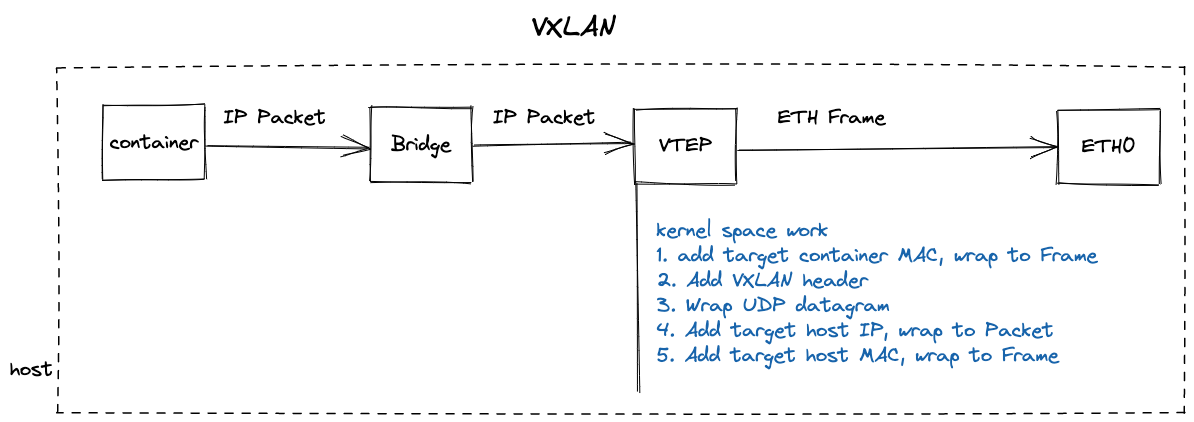 VXLAN
IP Packet
IP Packet
ETH Frame
container
Bridge
VTEP
ETH0
kernel space work
1. add target container MAC, wrap to Frame
2. Add VXLAN header
3. Wrap UDP datagram
4. Add target host IP, wrap to Packet
5. Add target host MAC, wrap to Frame
host